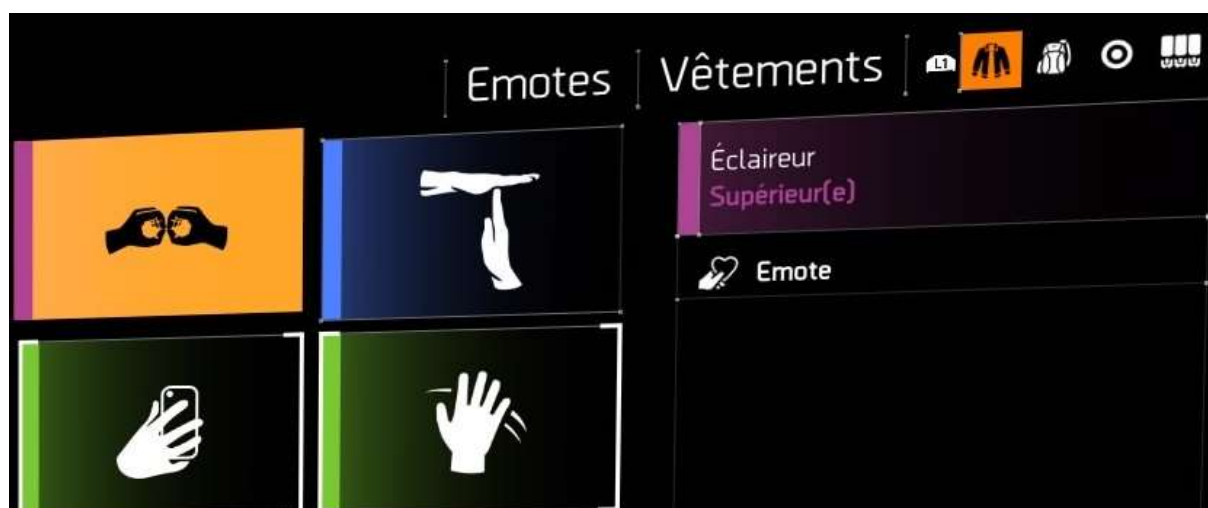 Emotes
Vêtements
L1
Éclaireur
Supérieur(e)
Emote